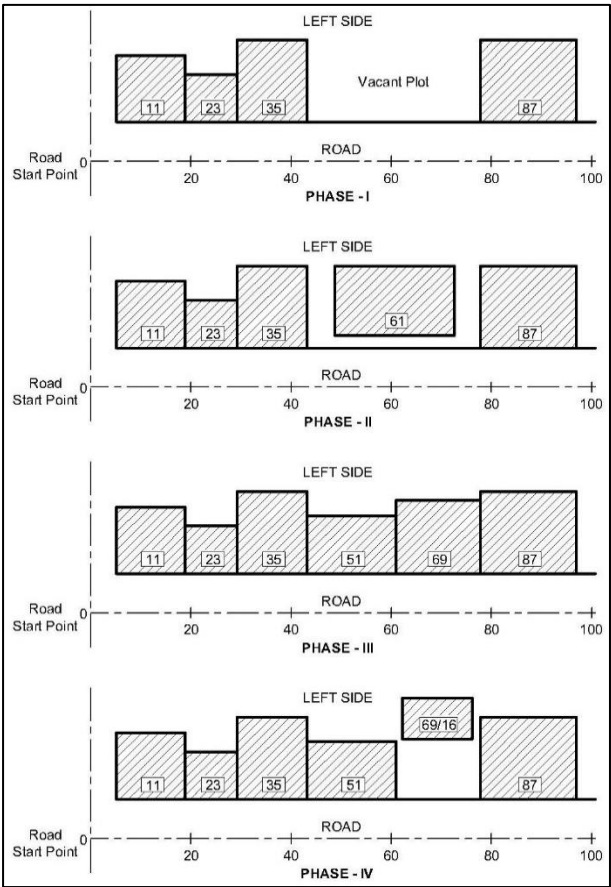 LEFT SIDE
Vacant Plot
11 23 35 87
Road
Start Point
0
ROAD
20 40 60 80 100
PHASE - I
LEFT SIDE
11 23 35 61 87
Road
Start Point
0
ROAD
20 40 60 80 100
PHASE - II
LEFT SIDE
11 23 35 51 69 87
Road
Start Point
0
ROAD
20 40 60 80 100
PHASE - III
LEFT SIDE
69/16
11 23 35 51 87
Road
Start Point
0
ROAD
20 40 60 80 100
PHASE - IV